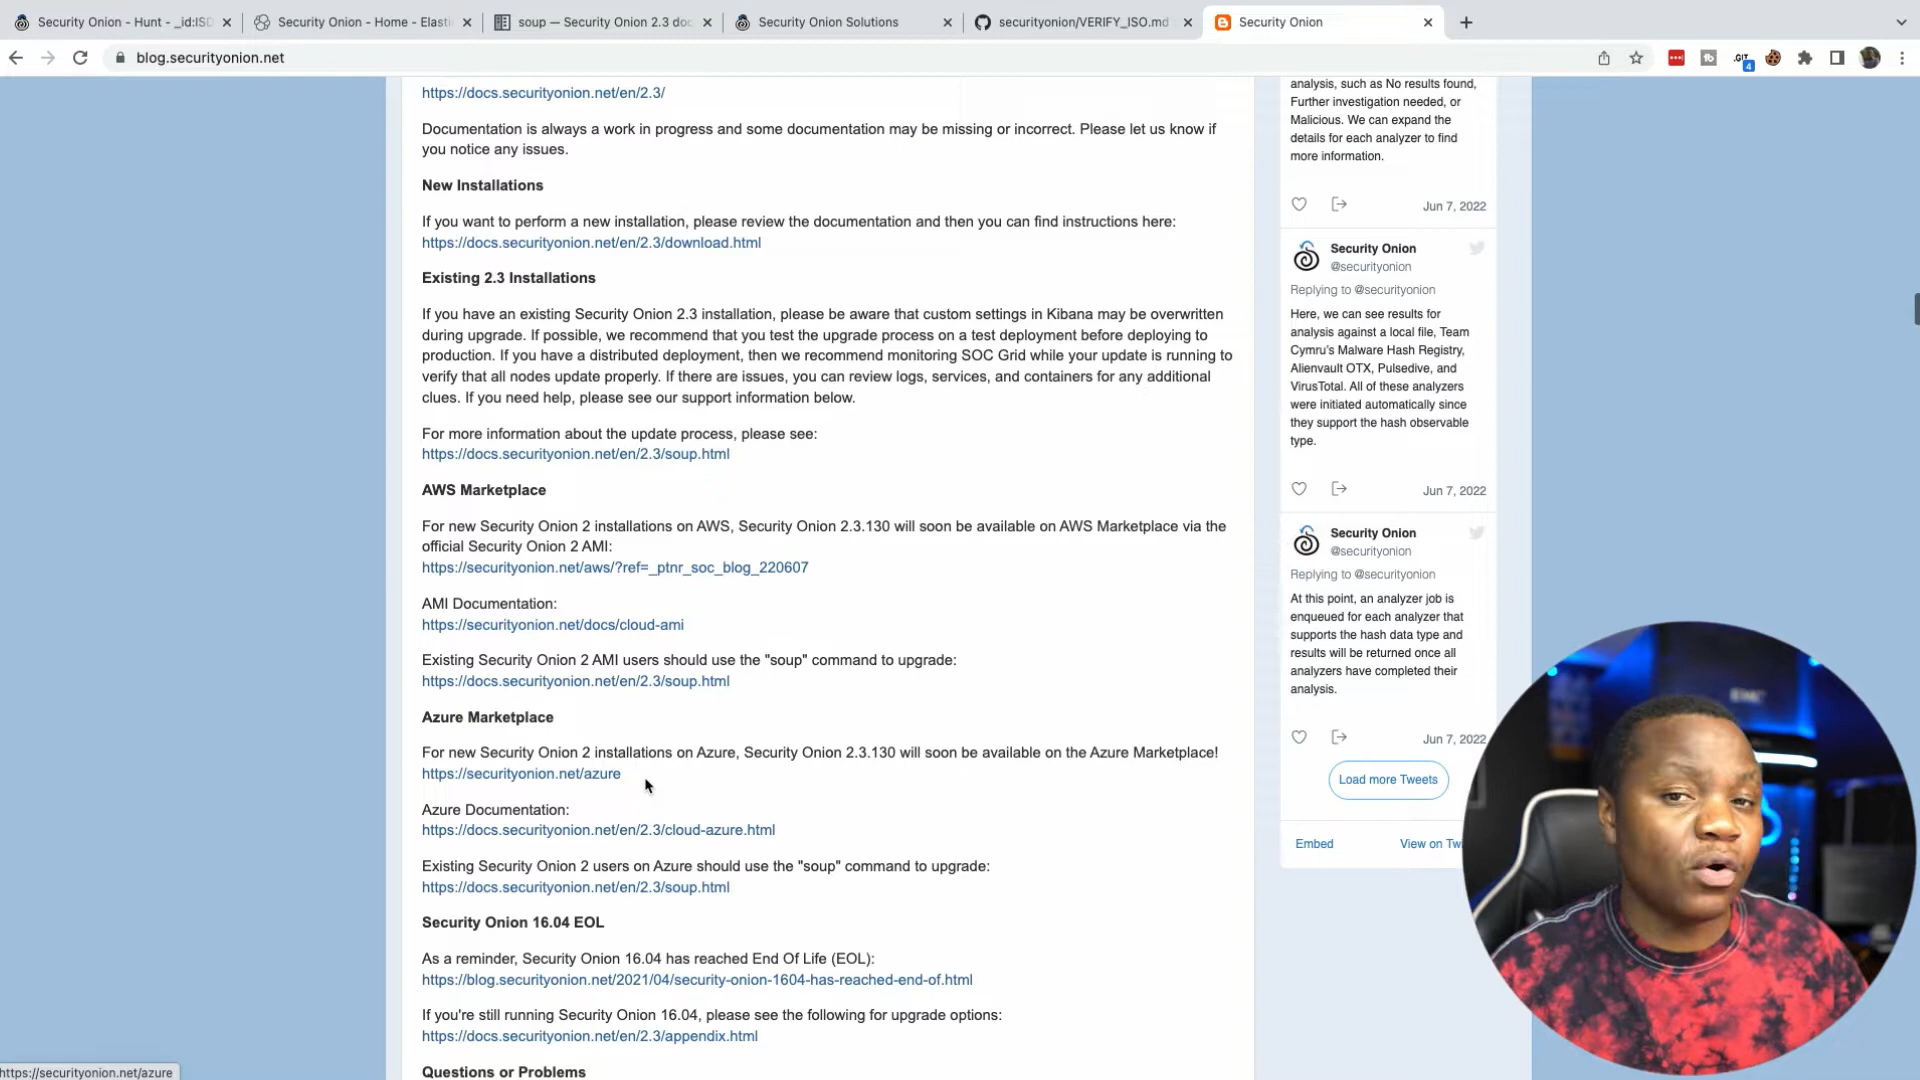 Security Onion - Hunt - _id:ISD
Security Onion - Home - Elasti
soup — Security Onion 2.3 doc
Security Onion Solutions
securityonion/VERIFY_ISO.md
Security Onion
blog.securityonion.net
4
https://docs.securityonion.net/en/2.3/
Documentation is always a work in progress and some documentation may be missing or incorrect. Please let us know if
you notice any issues.
New Installations
If you want to perform a new installation, please review the documentation and then you can find instructions here:
https://docs.securityonion.net/en/2.3/download.html
Existing 2.3 Installations
If you have an existing Security Onion 2.3 installation, please be aware that custom settings in Kibana may be overwritten
during upgrade. If possible, we recommend that you test the upgrade process on a test deployment before deploying to
production. If you have a distributed deployment, then we recommend monitoring SOC Grid while your update is running to
verify that all nodes update properly. If there are issues, you can review logs, services, and containers for any additional
clues. If you need help, please see our support information below.
For more information about the update process, please see:
https://docs.securityonion.net/en/2.3/soup.html
AWS Marketplace
For new Security Onion 2 installations on AWS, Security Onion 2.3.130 will soon be available on AWS Marketplace via the
official Security Onion 2 AMI:
https://securityonion.net/aws/?ref=_ptnr_soc_blog_220607
AMI Documentation:
https://securityonion.net/docs/cloud-ami
Existing Security Onion 2 AMI users should use the "soup" command to upgrade:
https://docs.securityonion.net/en/2.3/soup.html
Azure Marketplace
For new Security Onion 2 installations on Azure, Security Onion 2.3.130 will soon be available on the Azure Marketplace!
https://securityonion.net/azure
Azure Documentation:
https://docs.securityonion.net/en/2.3/cloud-azure.html
Existing Security Onion 2 users on Azure should use the "soup" command to upgrade:
https://docs.securityonion.net/en/2.3/soup.html
Security Onion 16.04 EOL
As a reminder, Security Onion 16.04 has reached End Of Life (EOL):
https://blog.securityonion.net/2021/04/security-onion-1604-has-reached-end-of.html
If you're still running Security Onion 16.04, please see the following for upgrade options:
https://docs.securityonion.net/en/2.3/appendix.html
Questions or Problems
analysis, such as No results found,
Further investigation needed, or
Malicious. We can expand the
details for each analyzer to find
more information.
Jun 7, 2022
Security Onion
@securityonion
Replying to @securityonion
Here, we can see results for
analysis against a local file, Team
Cymru's Malware Hash Registry,
Alienvault OTX, Pulsedive, and
VirusTotal. All of these analyzers
were initiated automatically since
they support the hash observable
type.
Jun 7, 2022
Security Onion
@securityonion
Replying to @securityonion
At this point, an analyzer job is
enqueued for each analyzer that
supports the hash data type and
results will be returned once all
analyzers have completed their
analysis.
Jun 7, 2022
Load more Tweets
Embed
View on Tw
https://securityonion.net/azure